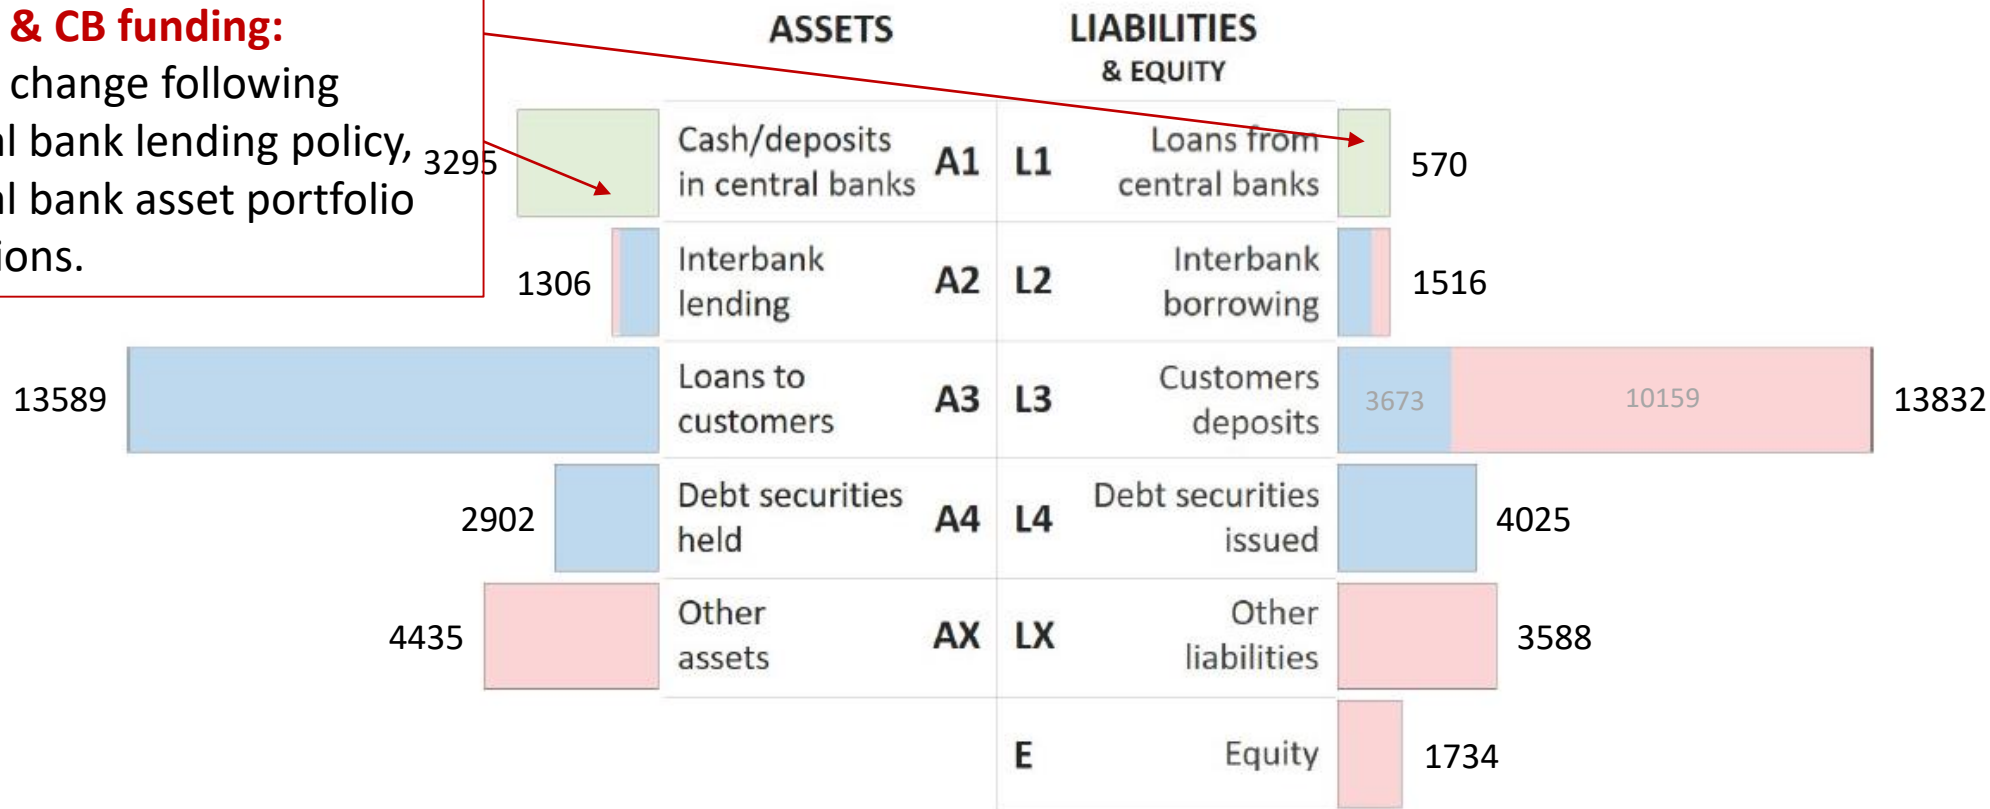 & CB funding:
change following
l bank lending policy,
l bank asset portfolio
ions.
ASSETS
LIABILITIES
& EQUITY
3295
Cash/deposits
in central banks
A1
L1
Loans from
central banks
570
1306
Interbank
lending
A2
L2
Interbank
borrowing
1516
13589
Loans to
customers
A3
L3
Customers
deposits
3673
10159
13832
2902
Debt securities
held
A4
L4
Debt securities
issued
4025
4435
Other
assets
AX
LX
Other
liabilities
3588
E
Equity
1734